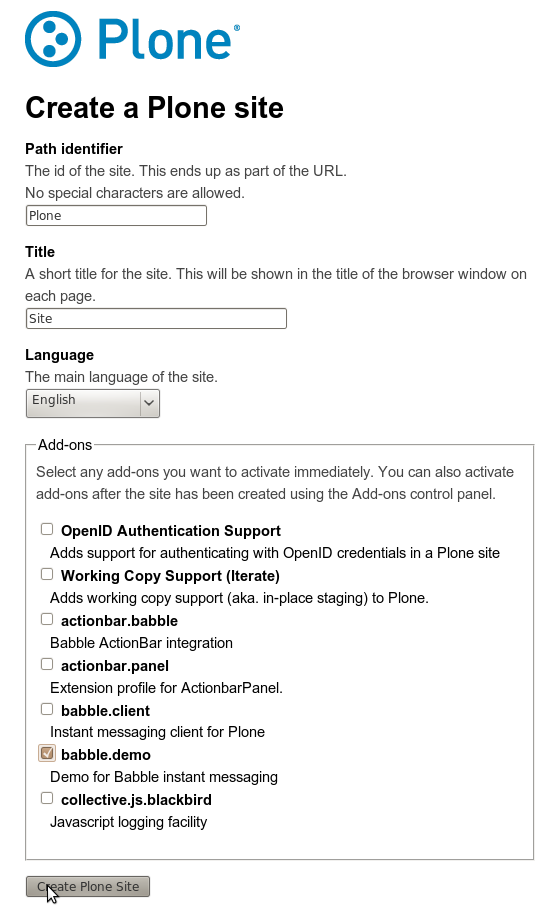 Plone®
Create a Plone site
Path identifier
The id of the site. This ends up as part of the URL.
No special characters are allowed.
Plone
Title
A short title for the site. This will be shown in the title of the browser window on
each page.
Site
Language
The main language of the site.
English
Add-ons
Select any add-ons you want to activate immediately. You can also activate
add-ons after the site has been created using the Add-ons control panel.
OpenID Authentication Support
Adds support for authenticating with OpenID credentials in a Plone site
Working Copy Support (Iterate)
Adds working copy support (aka. in-place staging) to Plone.
actionbar.babble
Babble ActionBar integration
actionbar.panel
Extension profile for ActionbarPanel.
babble.client
Instant messaging client for Plone
babble.demo
Demo for Babble instant messaging
collective.js.blackbird
Javascript logging facility
Create Plone Site